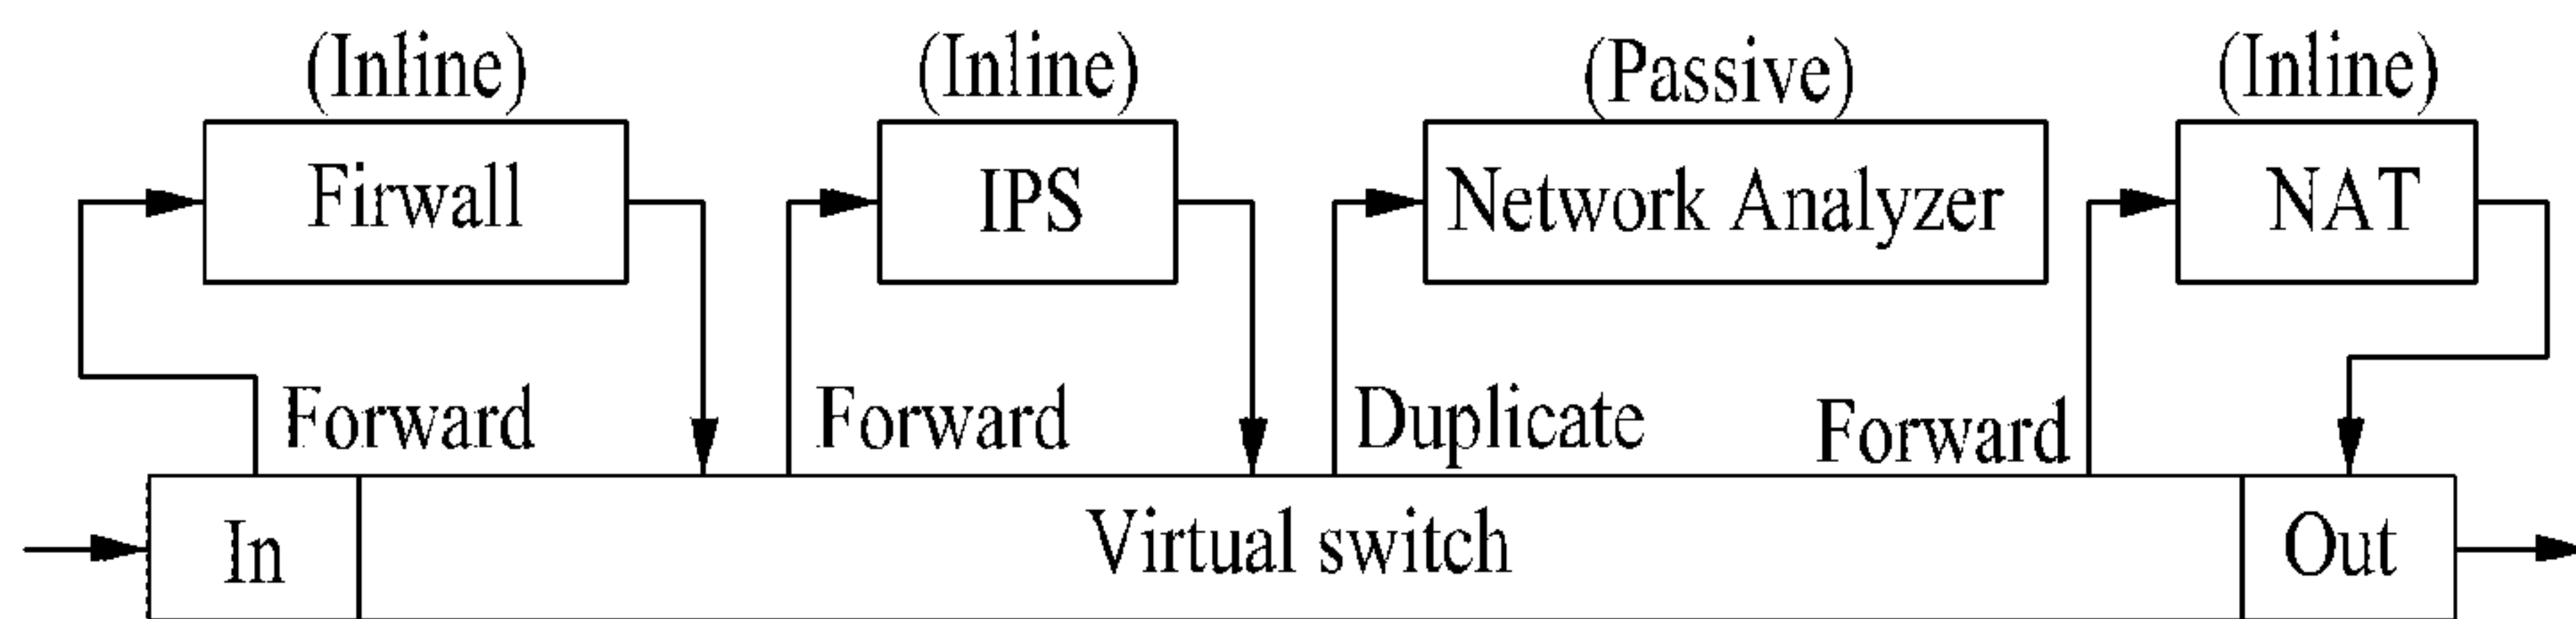 (Inline) (Inline) (Passive) (Inline)
Firwall IPS Network Analyzer NAT
Forward Forward Duplicate Forward
In Virtual switch Out